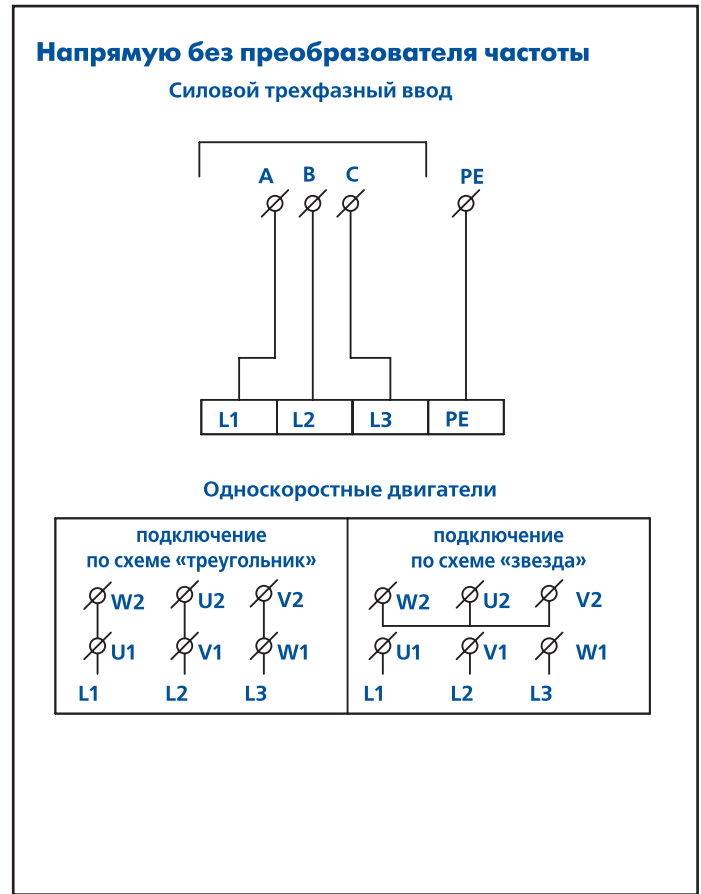 Напрямую без преобразователя частоты
Силовой трехфазный ввод
A B C PE
L1 L2 L3 PE
Односкоростные двигатели
подключение
по схеме «треугольник»
W2 U2 V2
U1 V1 W1
L1 L2 L3
подключение
по схеме «звезда»
W2 U2 V2
U1 V1 W1
L1 L2 L3